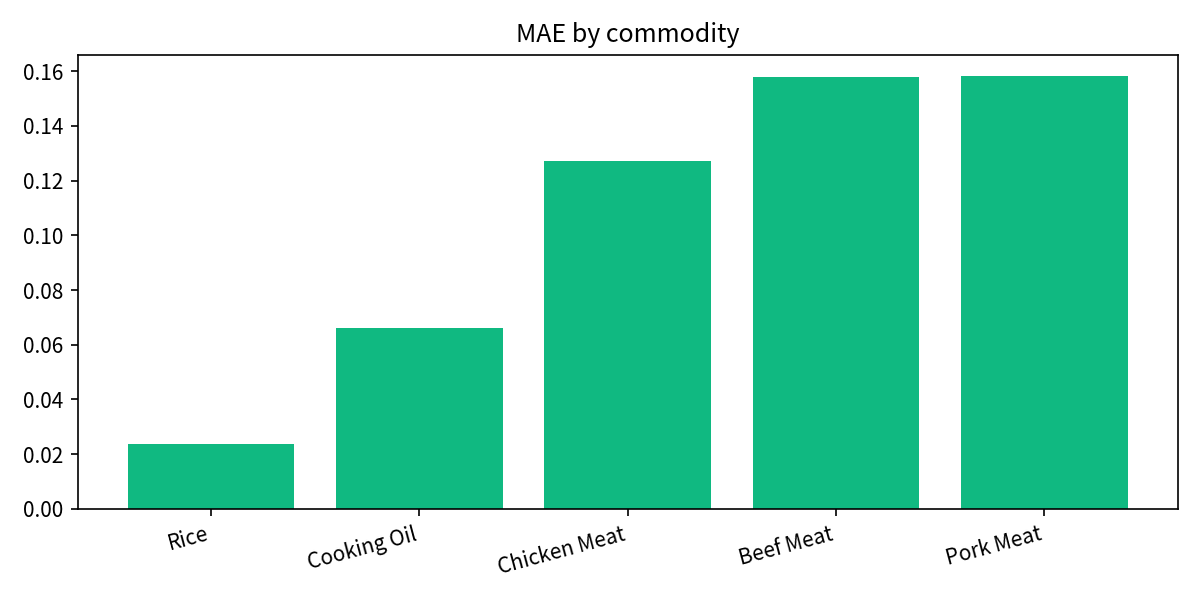 MAE by commodity
0.16
0.14
0.12
0.10
0.08
0.06
0.04
0.02
0.00
Rice
Cooking Oil
Chicken Meat
Beef Meat
Pork Meat